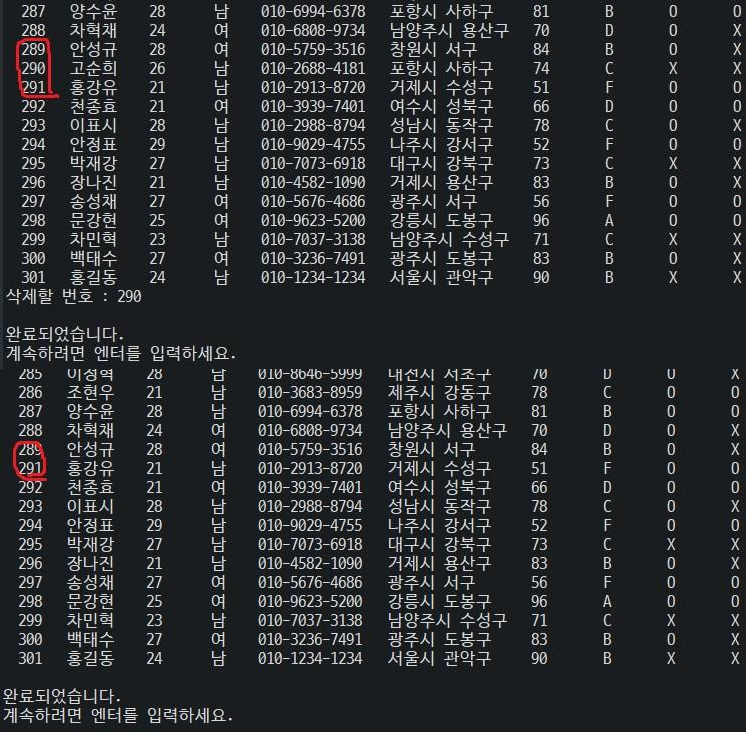 287 양수윤 28 남 010-6994-6378 포항시 사하구 81 B O O
288 차혁채 24 여 010-6808-9734 남양주시 용산구 70 D O X
289 안성규 28 여 010-5759-3516 창원시 서구 84 B O X
290 고순희 26 남 010-2688-4181 포항시 사하구 74 C X X
291 홍강유 21 남 010-2913-8720 거제시 수성구 51 F O O
292 천종효 21 여 010-3939-7401 여수시 성북구 66 D O O
293 이표시 28 남 010-2988-8794 성남시 동작구 78 C O X
294 안정표 29 남 010-9029-4755 나주시 강서구 52 F O O
295 박재강 27 남 010-7073-6918 대구시 강북구 73 C X X
296 장나진 21 남 010-4582-1090 거제시 용산구 83 B O X
297 송성채 27 여 010-5676-4686 광주시 서구 56 F O O
298 문강현 25 여 010-9623-5200 강릉시 도봉구 96 A O O
299 차민혁 23 남 010-7037-3138 남양주시 수성구 71 C X X
300 백태수 27 여 010-3236-7491 광주시 도봉구 83 B O X
301 홍길동 24 남 010-1234-1234 서울시 관악구 90 B X X
삭제할 번호 : 290
완료되었습니다.
계속하려면 엔터를 입력하세요.
285 28 남 010-8646-5999 대전시 서초구 70 D O X
286 조현우 21 남 010-3683-8959 제주시 강동구 78 C O O
287 양수윤 28 남 010-6994-6378 포항시 사하구 81 B O O
288 차혁채 24 여 010-6808-9734 남양주시 용산구 70 D O X
289 안성규 28 여 010-5759-3516 창원시 서구 84 B O X
291 홍강유 21 남 010-2913-8720 거제시 수성구 51 F O O
292 천종효 21 여 010-3939-7401 여수시 성북구 66 D O O
293 이표시 28 남 010-2988-8794 성남시 동작구 78 C O X
294 안정표 29 남 010-9029-4755 나주시 강서구 52 F O O
295 박재강 27 남 010-7073-6918 대구시 강북구 73 C X X
296 장나진 21 남 010-4582-1090 거제시 용산구 83 B O X
297 송성채 27 여 010-5676-4686 광주시 서구 56 F O O
298 문강현 25 여 010-9623-5200 강릉시 도봉구 96 A O O
299 차민혁 23 남 010-7037-3138 남양주시 수성구 71 C X X
300 백태수 27 여 010-3236-7491 광주시 도봉구 83 B O X
301 홍길동 24 남 010-1234-1234 서울시 관악구 90 B X X
완료되었습니다.
계속하려면 엔터를 입력하세요.